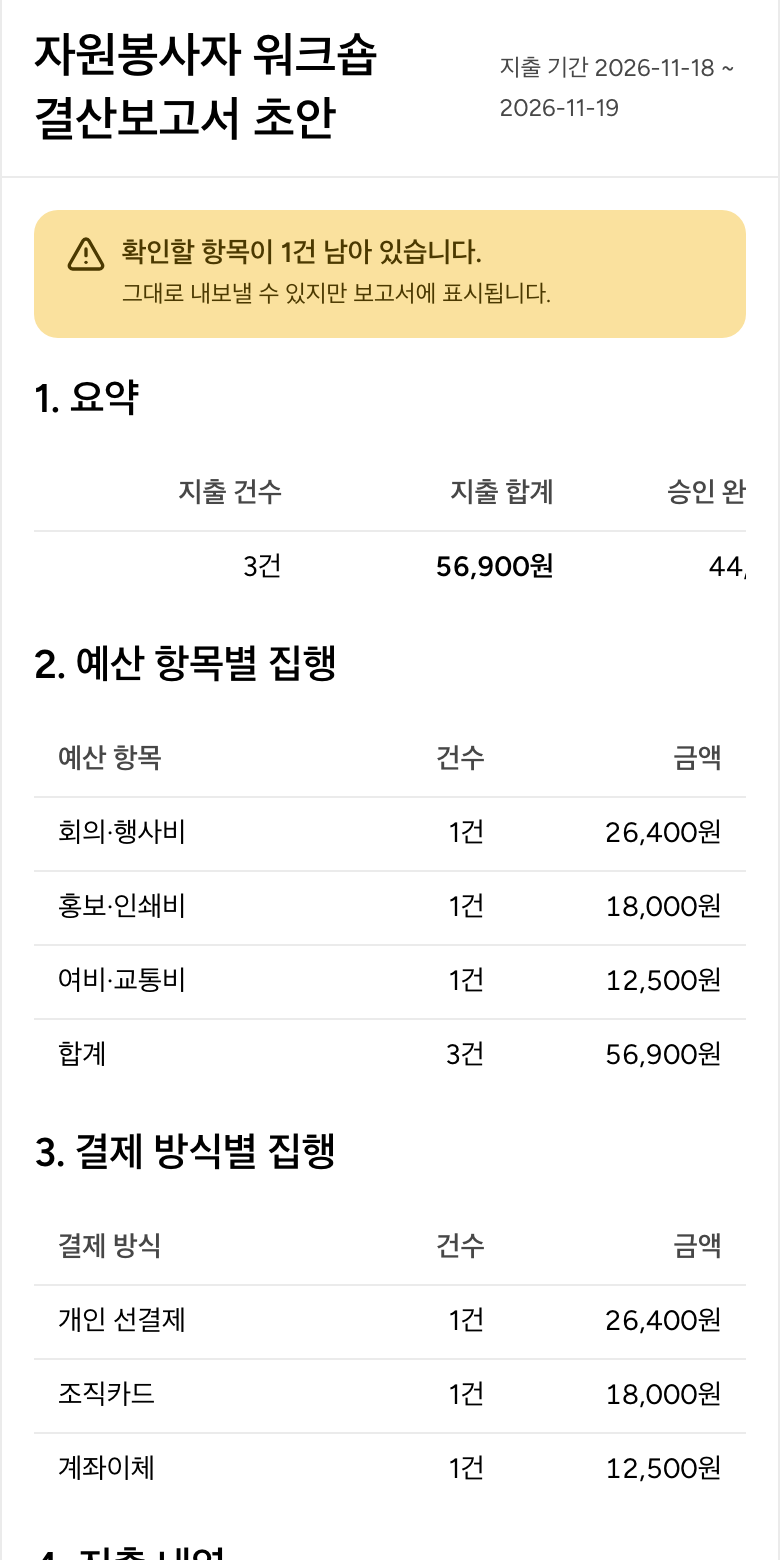 자원봉사자 워크숍
결산보고서 초안
지출 기간 2026-11-18 ~
2026-11-19
확인할 항목이 1건 남아 있습니다.
그대로 내보낼 수 있지만 보고서에 표시됩니다.
1. 요약
지출 건수 지출 합계 승인 완
3건 56,900원 44,
2. 예산 항목별 집행
예산 항목 건수 금액
회의·행사비 1건 26,400원
홍보·인쇄비 1건 18,000원
여비·교통비 1건 12,500원
합계 3건 56,900원
3. 결제 방식별 집행
결제 방식 건수 금액
개인 선결제 1건 26,400원
조직카드 1건 18,000원
계좌이체 1건 12,500원
4. 지출 내역